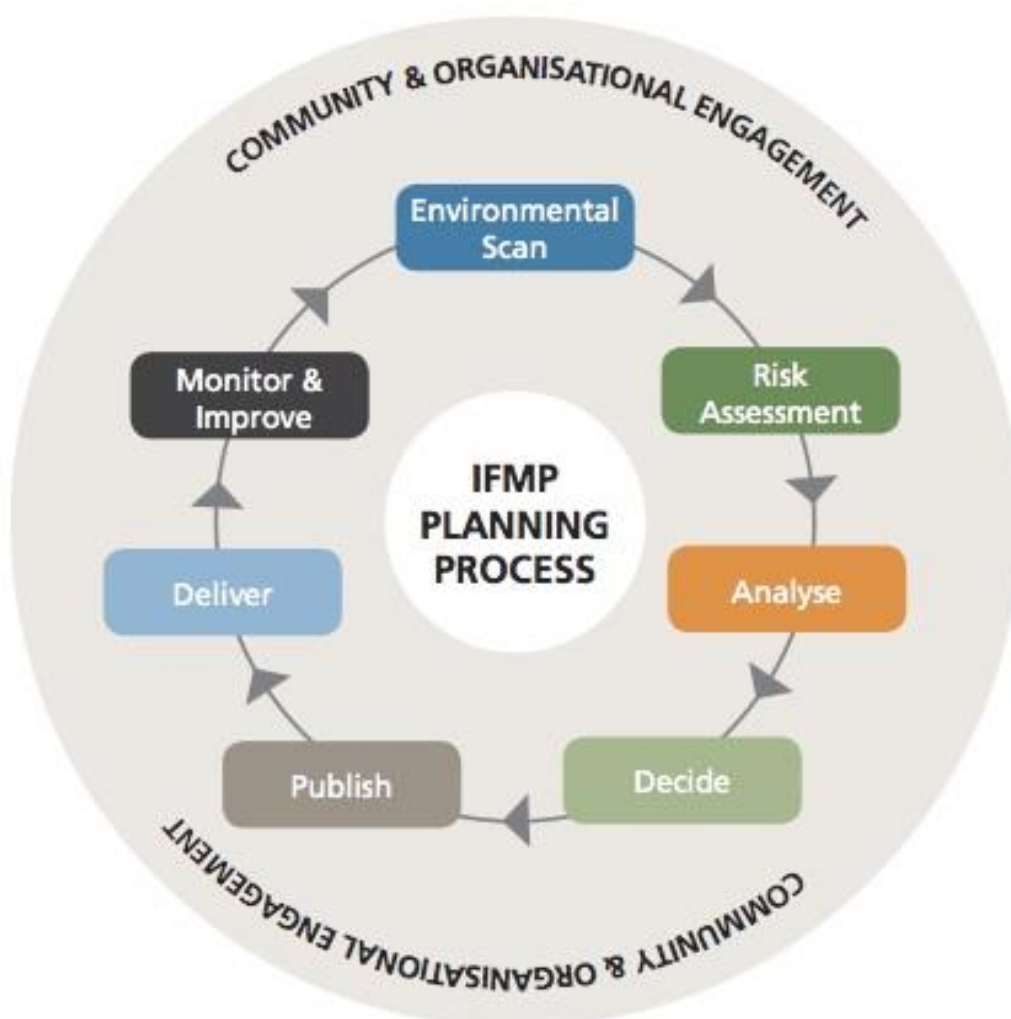 COMMUNITY & ORGANISATIONAL ENGAGEMENT
Environmental
Scan
Monitor &
Improve
Risk
Assessment
IFMP
PLANNING
PROCESS
Deliver
Analyse
Publish
Decide
COMMUNITY & ORGANISATIONAL ENGAGEMENT